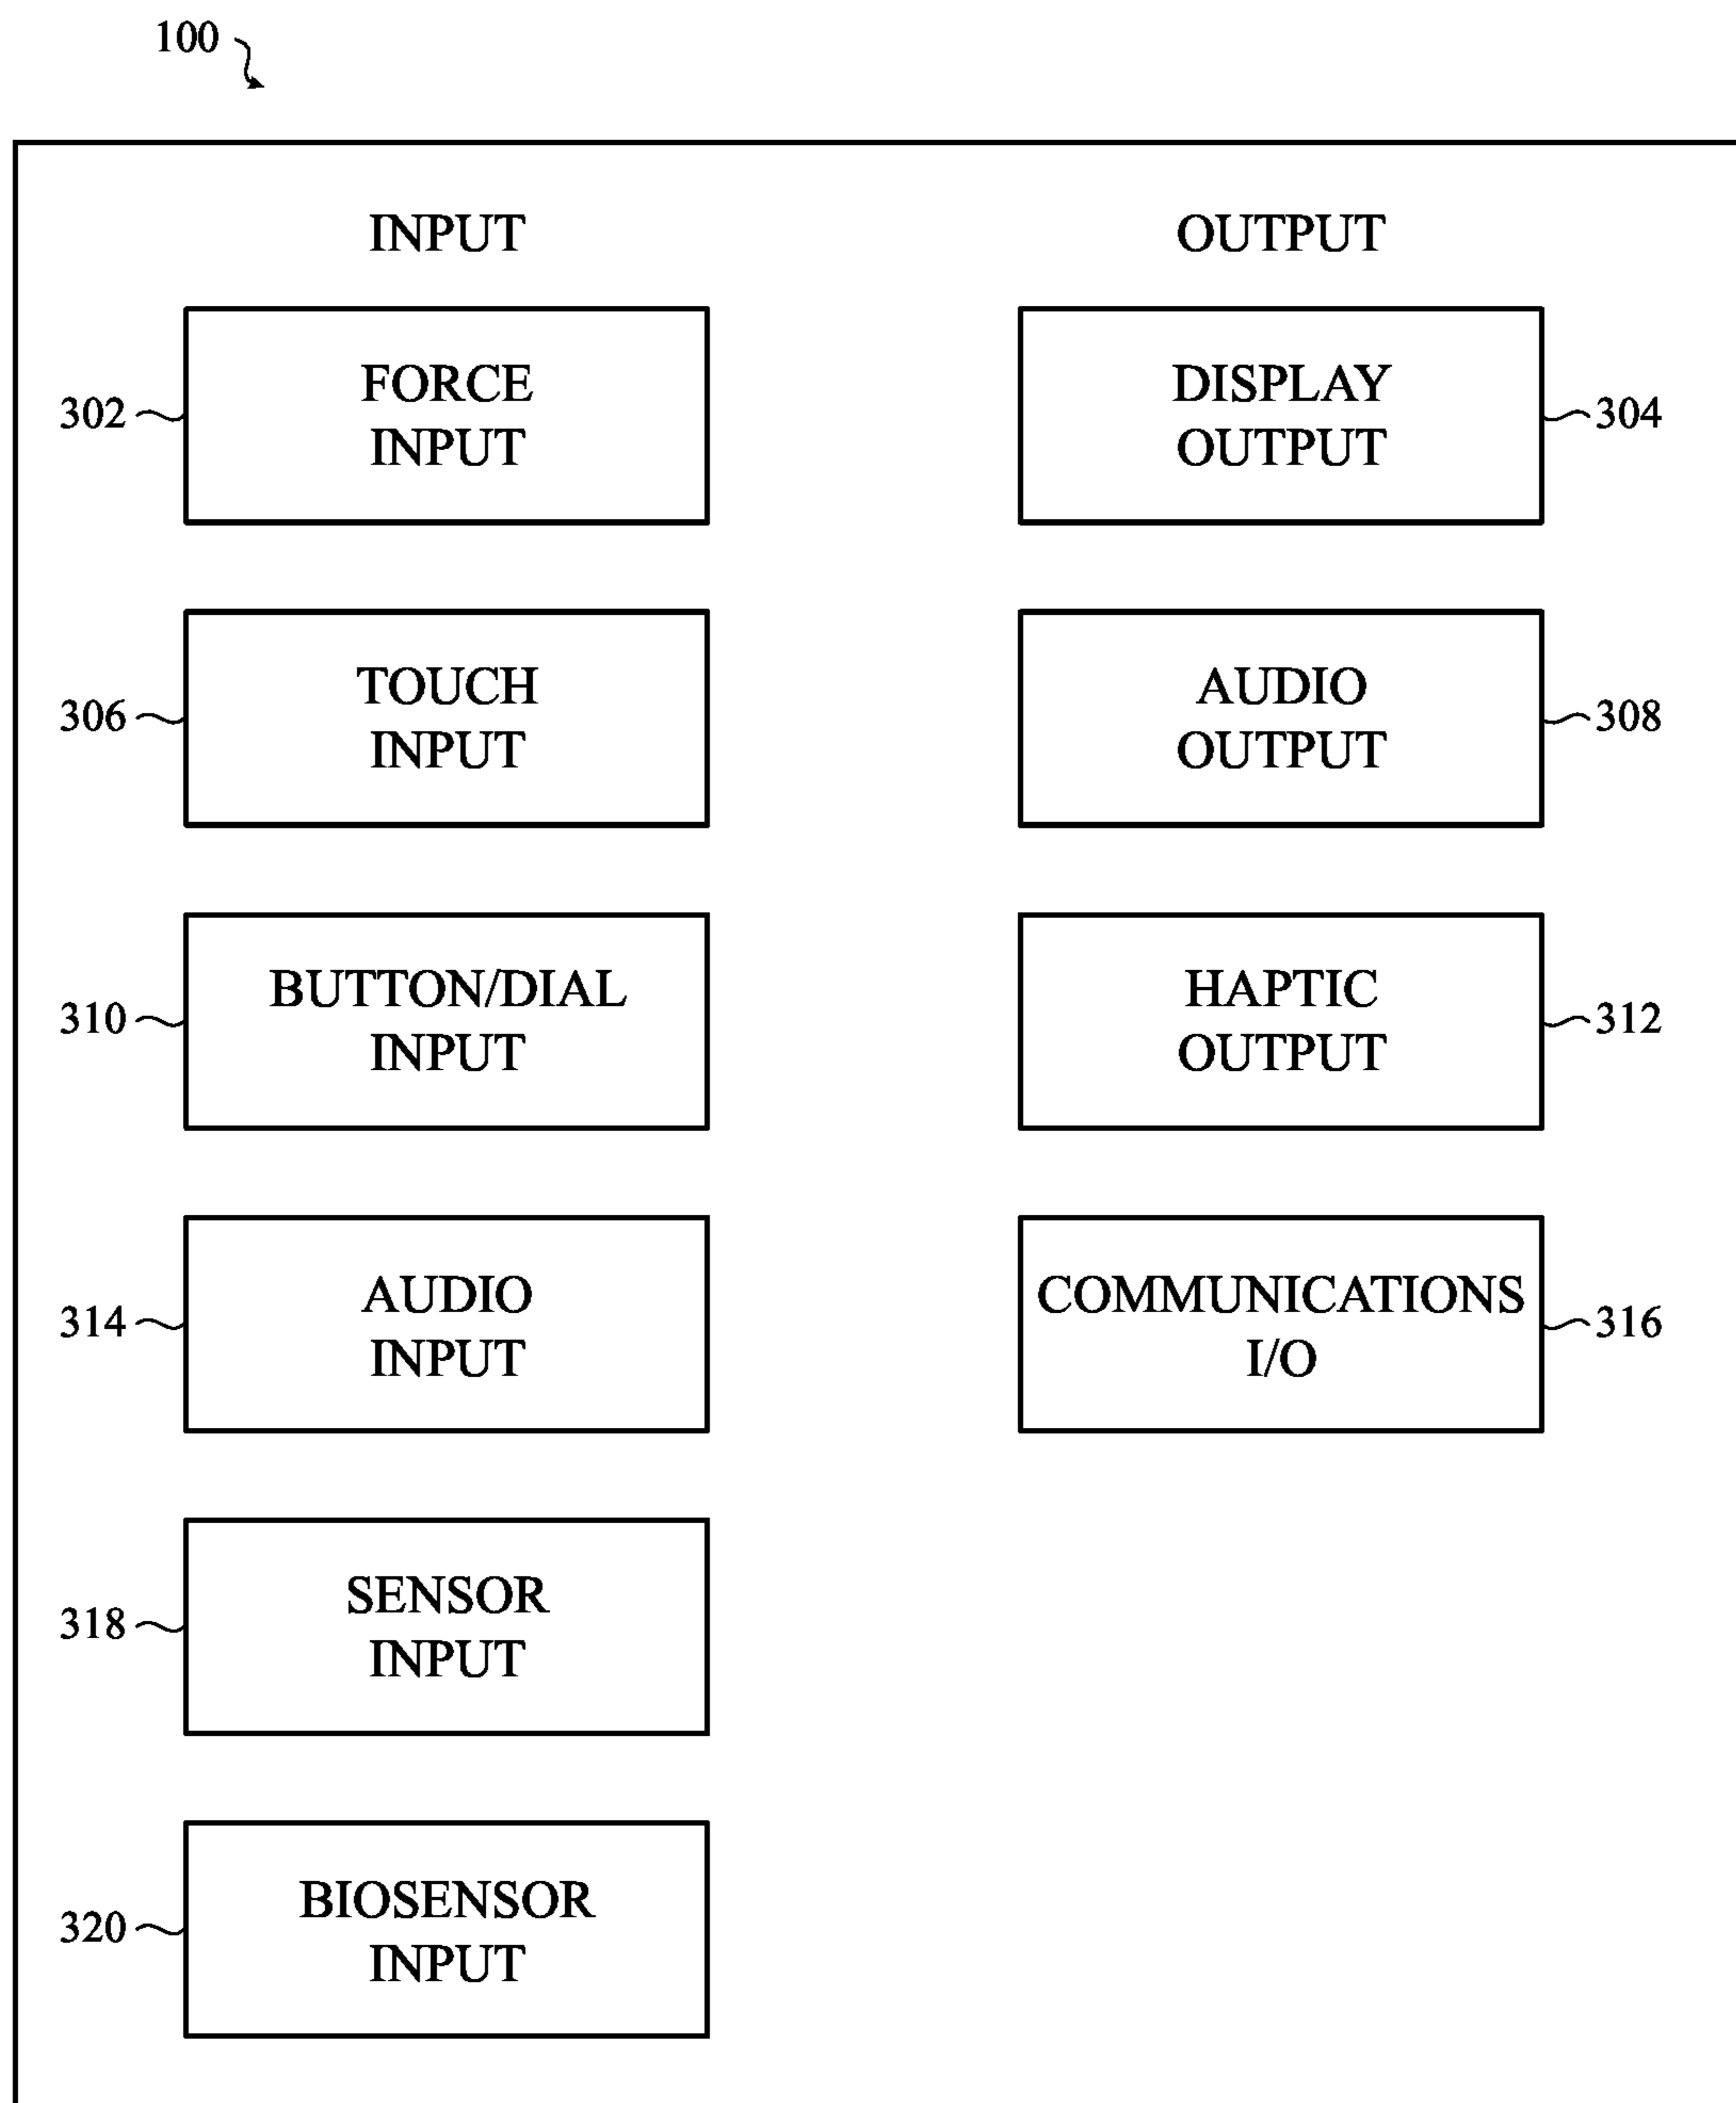 100
INPUT
OUTPUT
302
FORCE
INPUT
DISPLAY
OUTPUT
304
306
TOUCH
INPUT
AUDIO
OUTPUT
308
310
BUTTON/DIAL
INPUT
HAPTIC
OUTPUT
312
314
AUDIO
INPUT
COMMUNICATIONS
I/O
316
318
SENSOR
INPUT
320
BIOSENSOR
INPUT